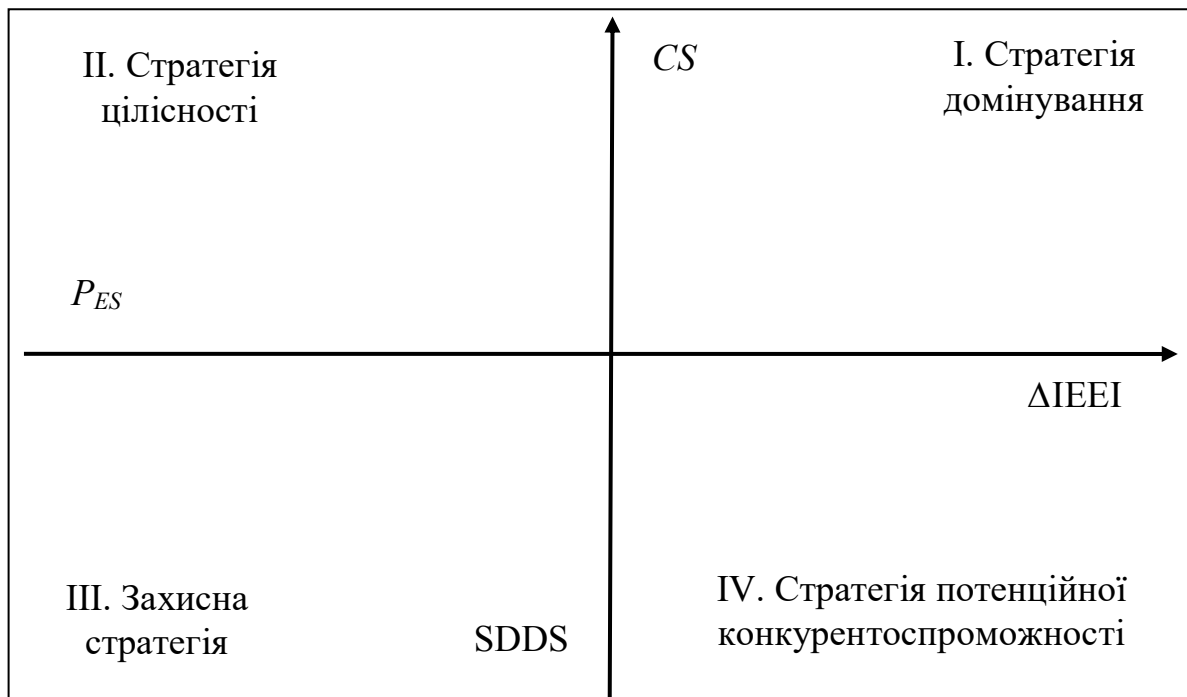 II. Стратегія
цілісності
CS
I. Стратегія
домінування
P_ES
ΔIEEI
III. Захисна
стратегія
SDDS
IV. Стратегія потенційної
конкурентоспроможності